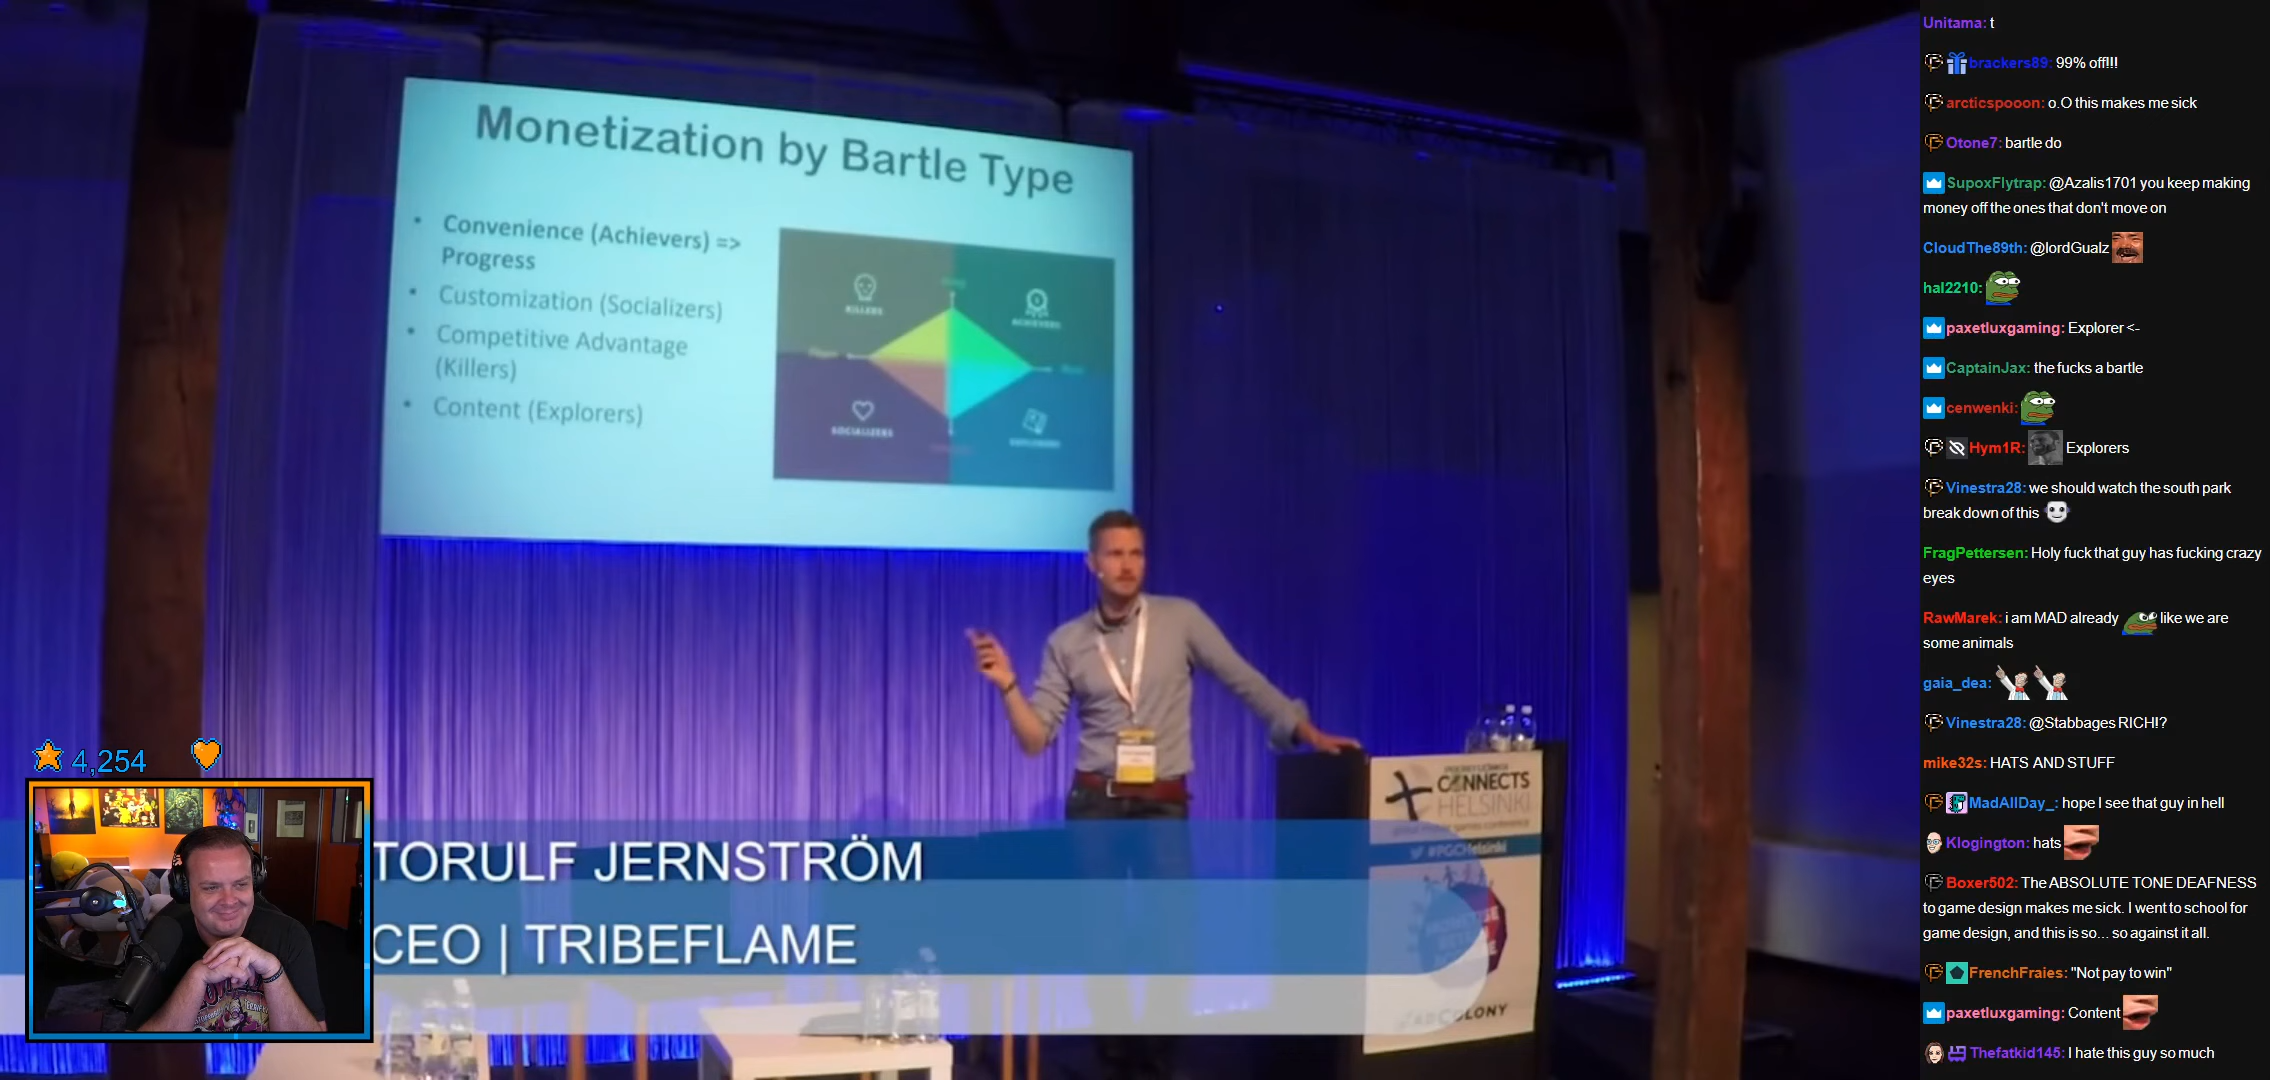 Monetization by Bartle Type
• Convenience (Achievers) =>
Progress
• Customization (Socializers)
• Competitive Advantage
(Killers)
• Content (Explorers)
KILLERS
ACHIEVERS
SOCIALIZERS
EXPLORERS
CONNECTS
HELSINKI
#PGCHelsinki
ADCOLONY
4,254
TORULF JERNSTRÖM
CEO | TRIBEFLAME
Unitama: t
brackers89: 99% off!!!
arcticspooon: o.O this makes me sick
Otone7: bartle do
SupoxFlytrap: @Azalis1701 you keep making
money off the ones that don't move on
CloudThe89th: @lordGualz
hal2210:
paxetluxgaming: Explorer <-
CaptainJax: the fucks a bartle
cenwenki:
Hym1R: Explorers
Vinestra28: we should watch the south park
break down of this
FragPettersen: Holy fuck that guy has fucking crazy
eyes
RawMarek: i am MAD already like we are
some animals
gaia_dea:
Vinestra28: @Stabbages RICH!?
mike32s: HATS AND STUFF
MadAllDay_: hope I see that guy in hell
Klogington: hats
Boxer502: The ABSOLUTE TONE DEAFNESS
to game design makes me sick. I went to school for
game design, and this is so... so against it all.
FrenchFraies: "Not pay to win"
paxetluxgaming: Content
Thefatkid145: I hate this guy so much